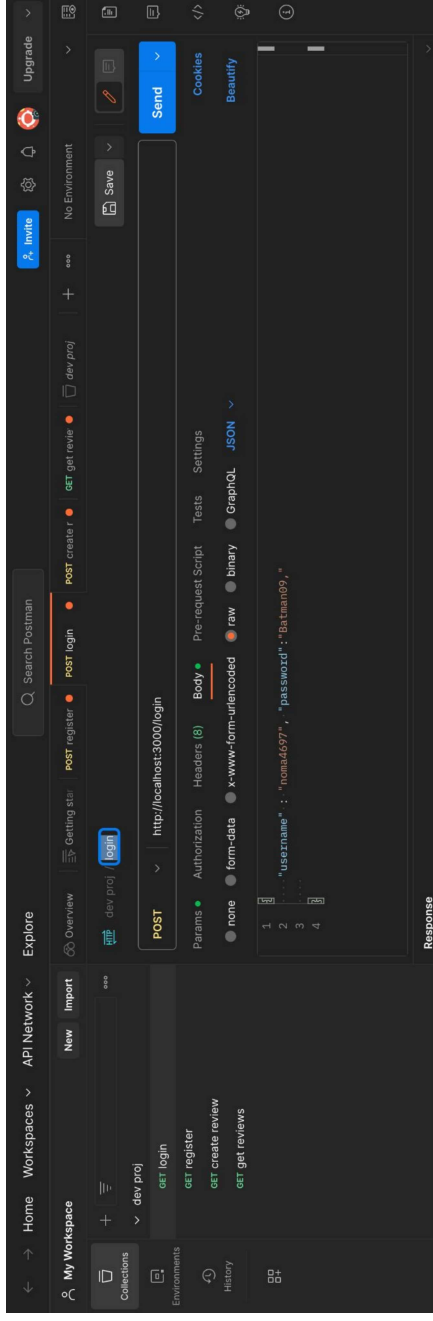 Home Workspaces API Network Explore
Search Postman
Invite
Upgrade
My Workspace
New Import
Overview
Getting star
POST register
POST login
POST create r
GET get revie
dev proj
No Environment
Collections
Environments
History
dev proj
GET login
GET register
GET create review
GET get reviews
HTTP dev proj / login
Save
POST http://localhost:3000/login
Send
Params Authorization Headers (8) Body Pre-request Script Tests Settings
Cookies
none form-data x-www-form-urlencoded raw binary GraphQL JSON
Beautify
1 {
2 "username" : "noma4697", "password":"Batman09,"
3
4 }
Response